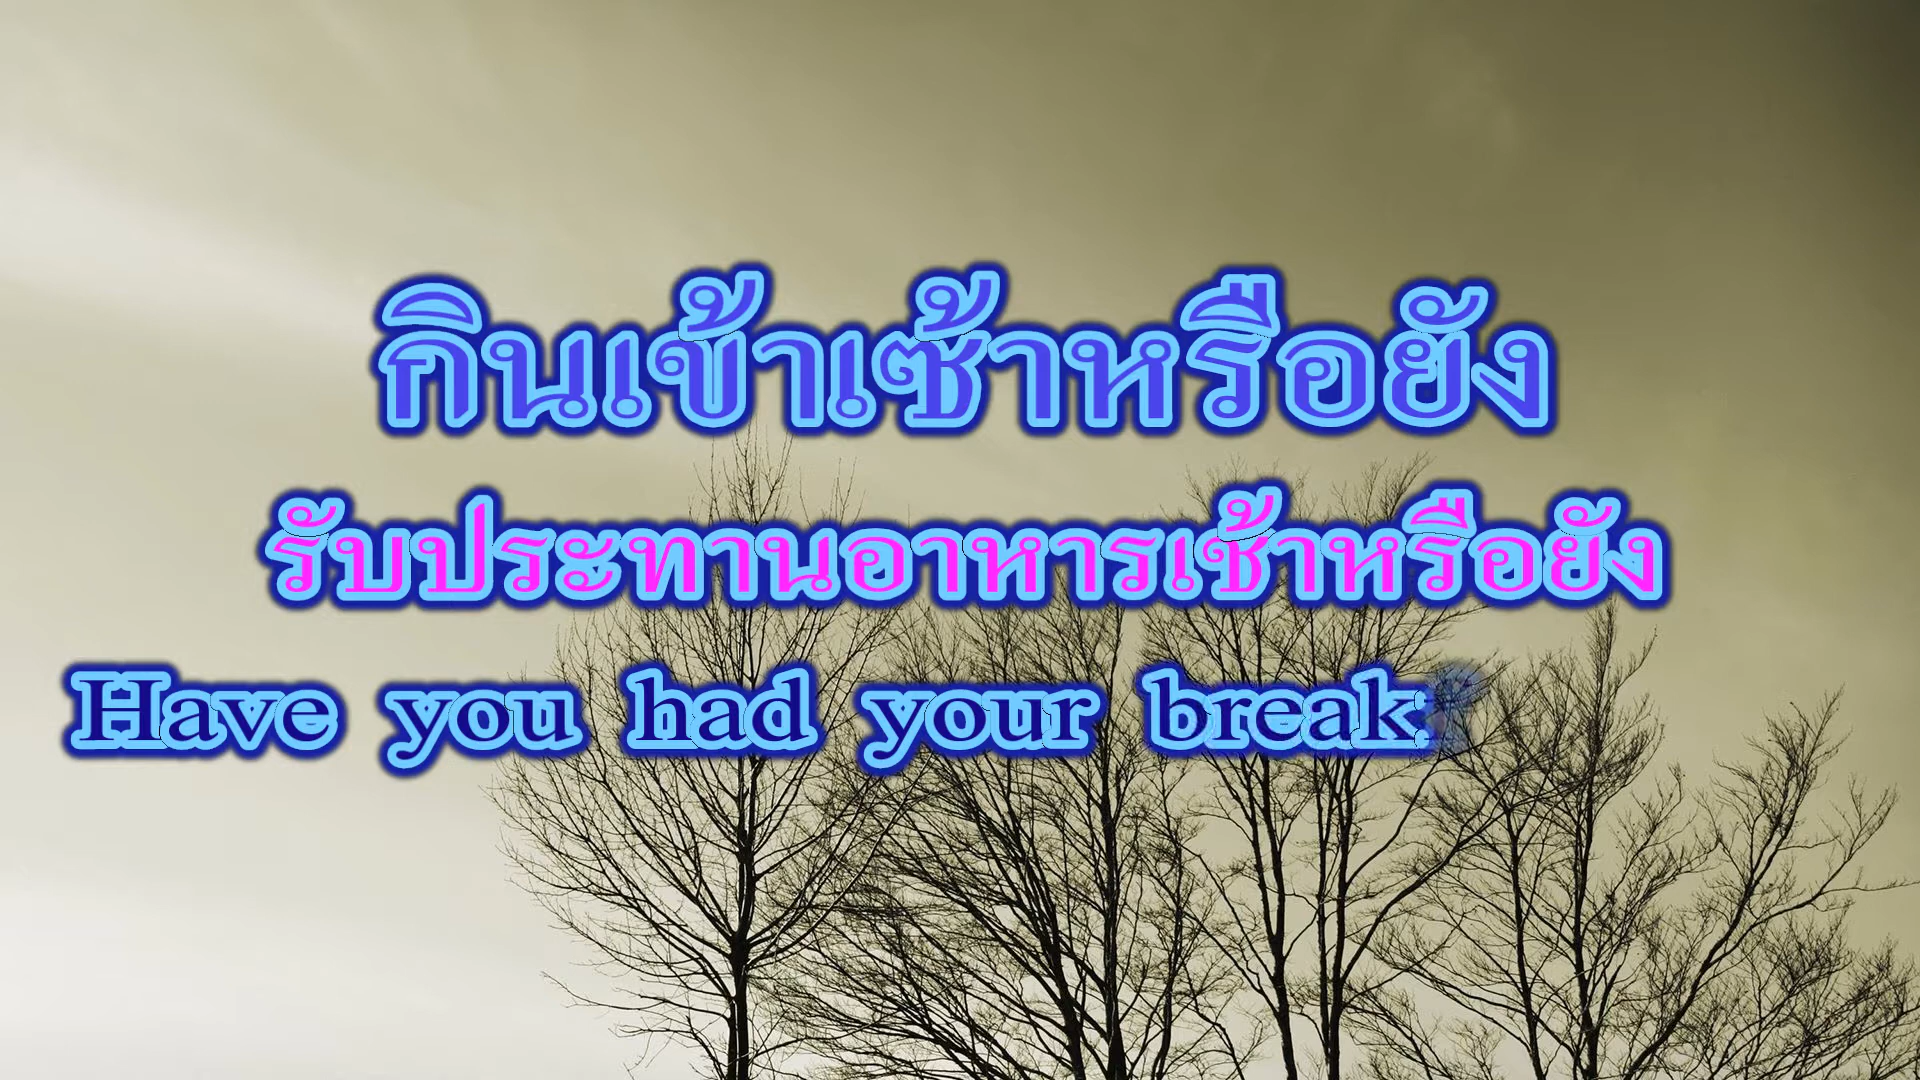 กินเข้าเซ้าหรือยัง
รับประทานอาหารเช้าหรือยัง
Have you had your break